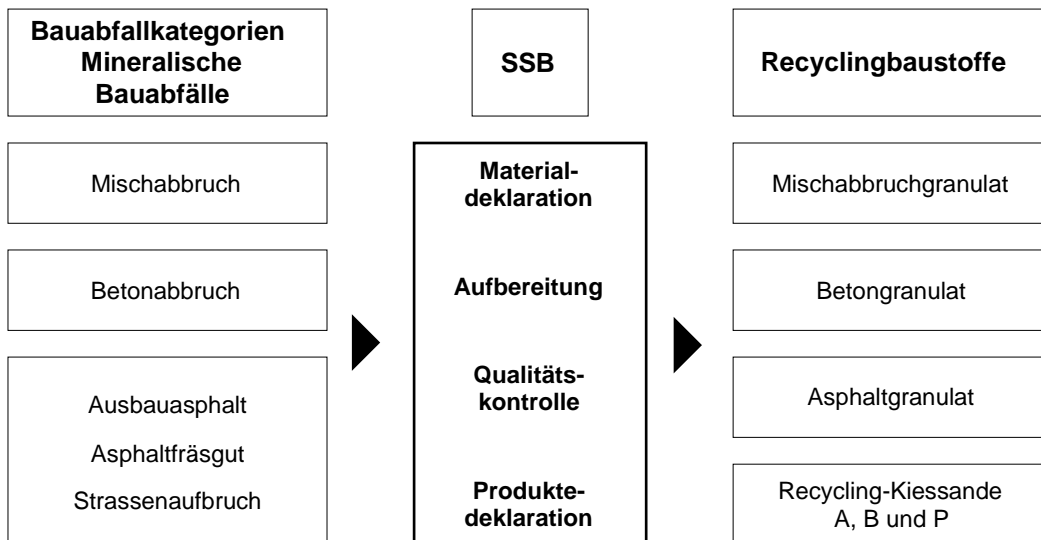 Bauabfallkategorien
Mineralische
Bauabfälle
SSB
Recyclingbaustoffe
Mischabbruch
Betonabbruch
Ausbauasphalt
Asphaltfräsgut
Strassenaufbruch
Material-
deklaration
Aufbereitung
Qualitäts-
kontrolle
Produkte-
deklaration
Mischabbruchgranulat
Betongranulat
Asphaltgranulat
Recycling-Kiessande
A, B und P